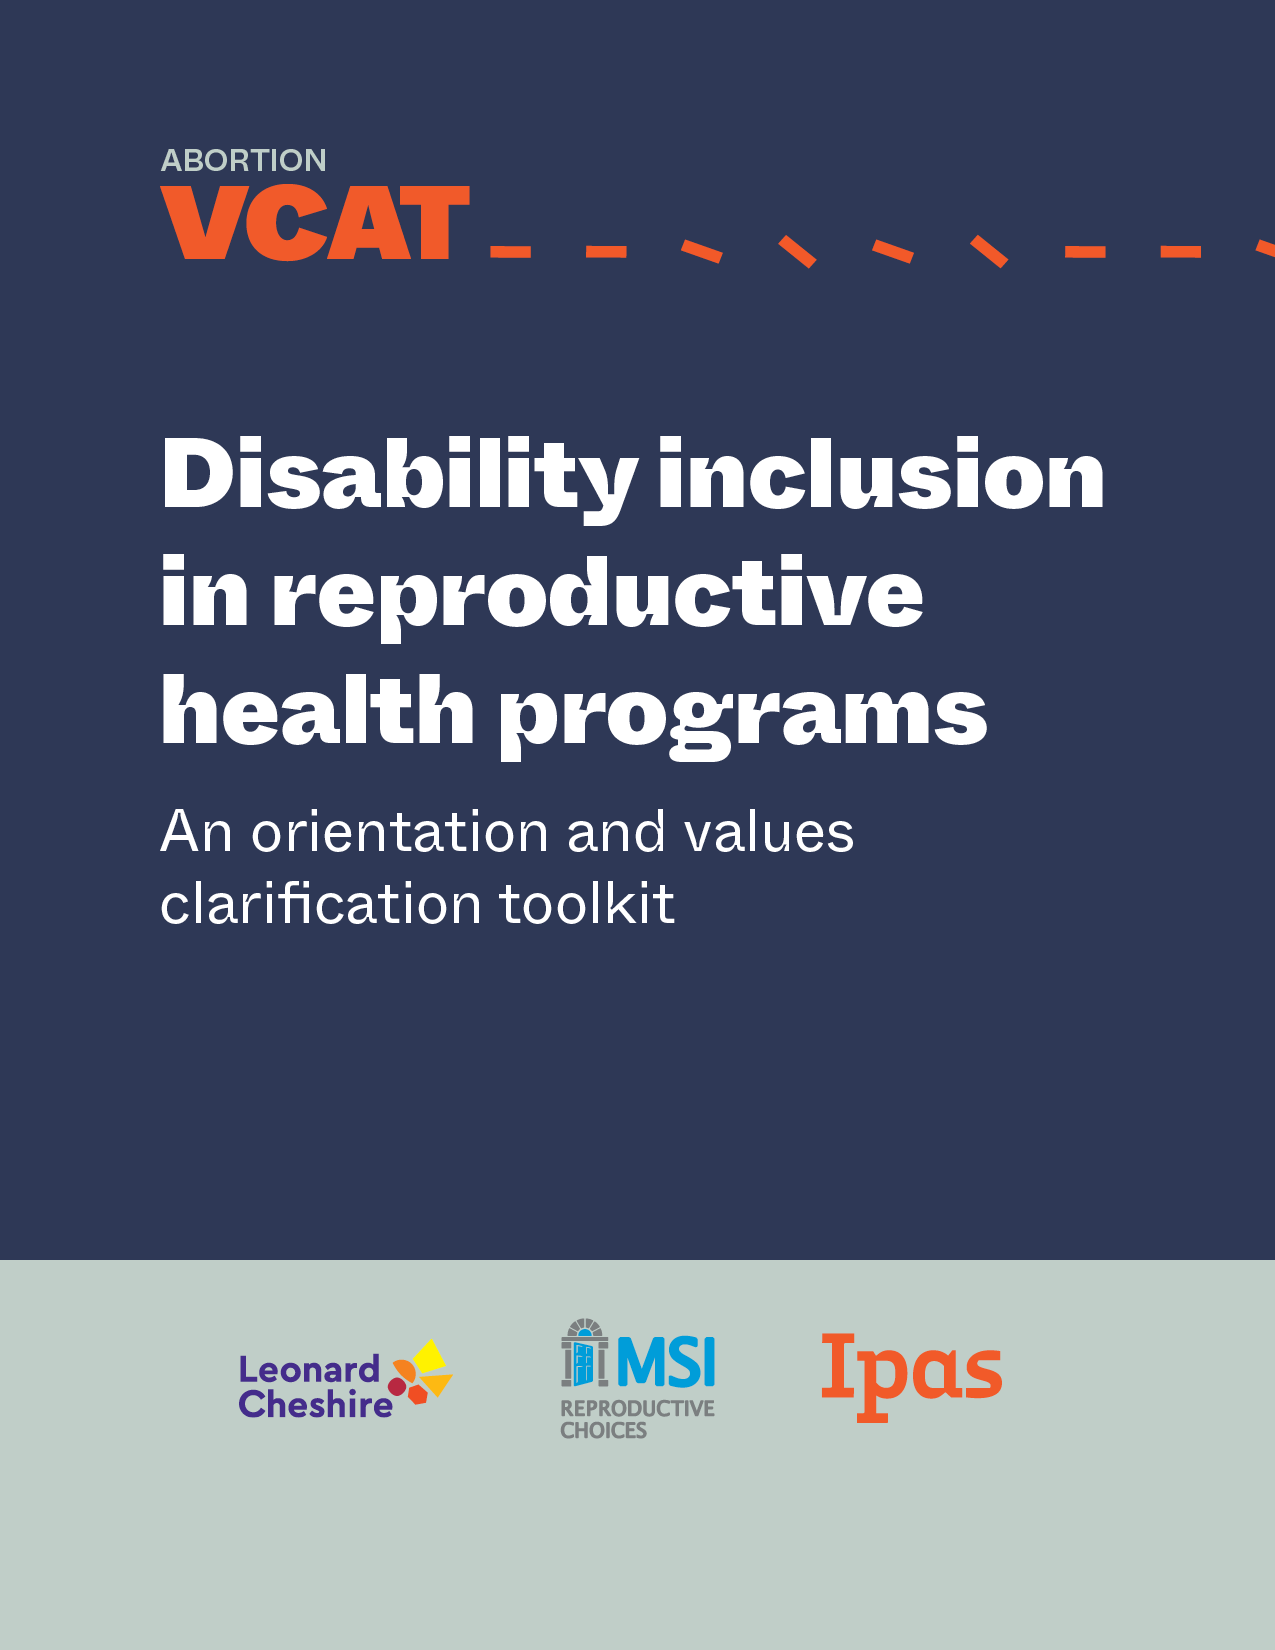 ABORTION
VCAT
Disability inclusion
in reproductive
health programs
An orientation and values
clarification toolkit
Leonard
Cheshire
MSI
REPRODUCTIVE
CHOICES
Ipas